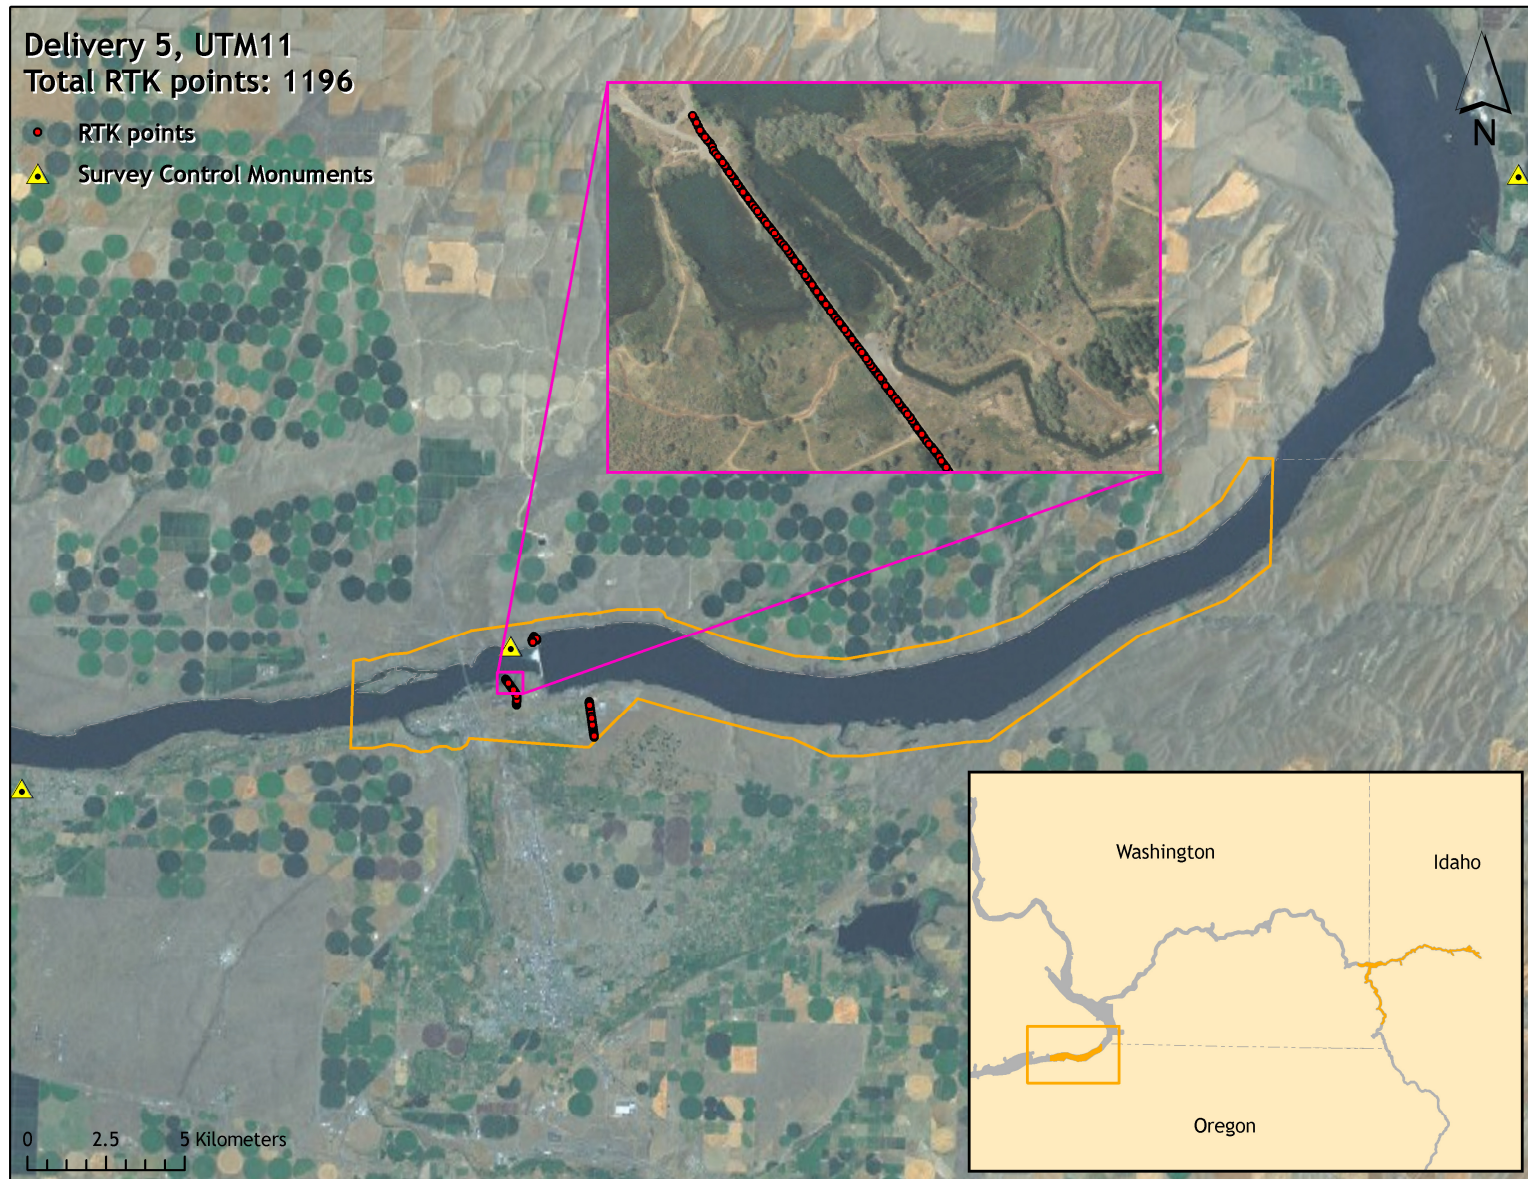 Delivery 5, UTM11
Total RTK points: 1196
RTK points
Survey Control Monuments
N
Washington
Idaho
Oregon
0 2.5 5 Kilometers